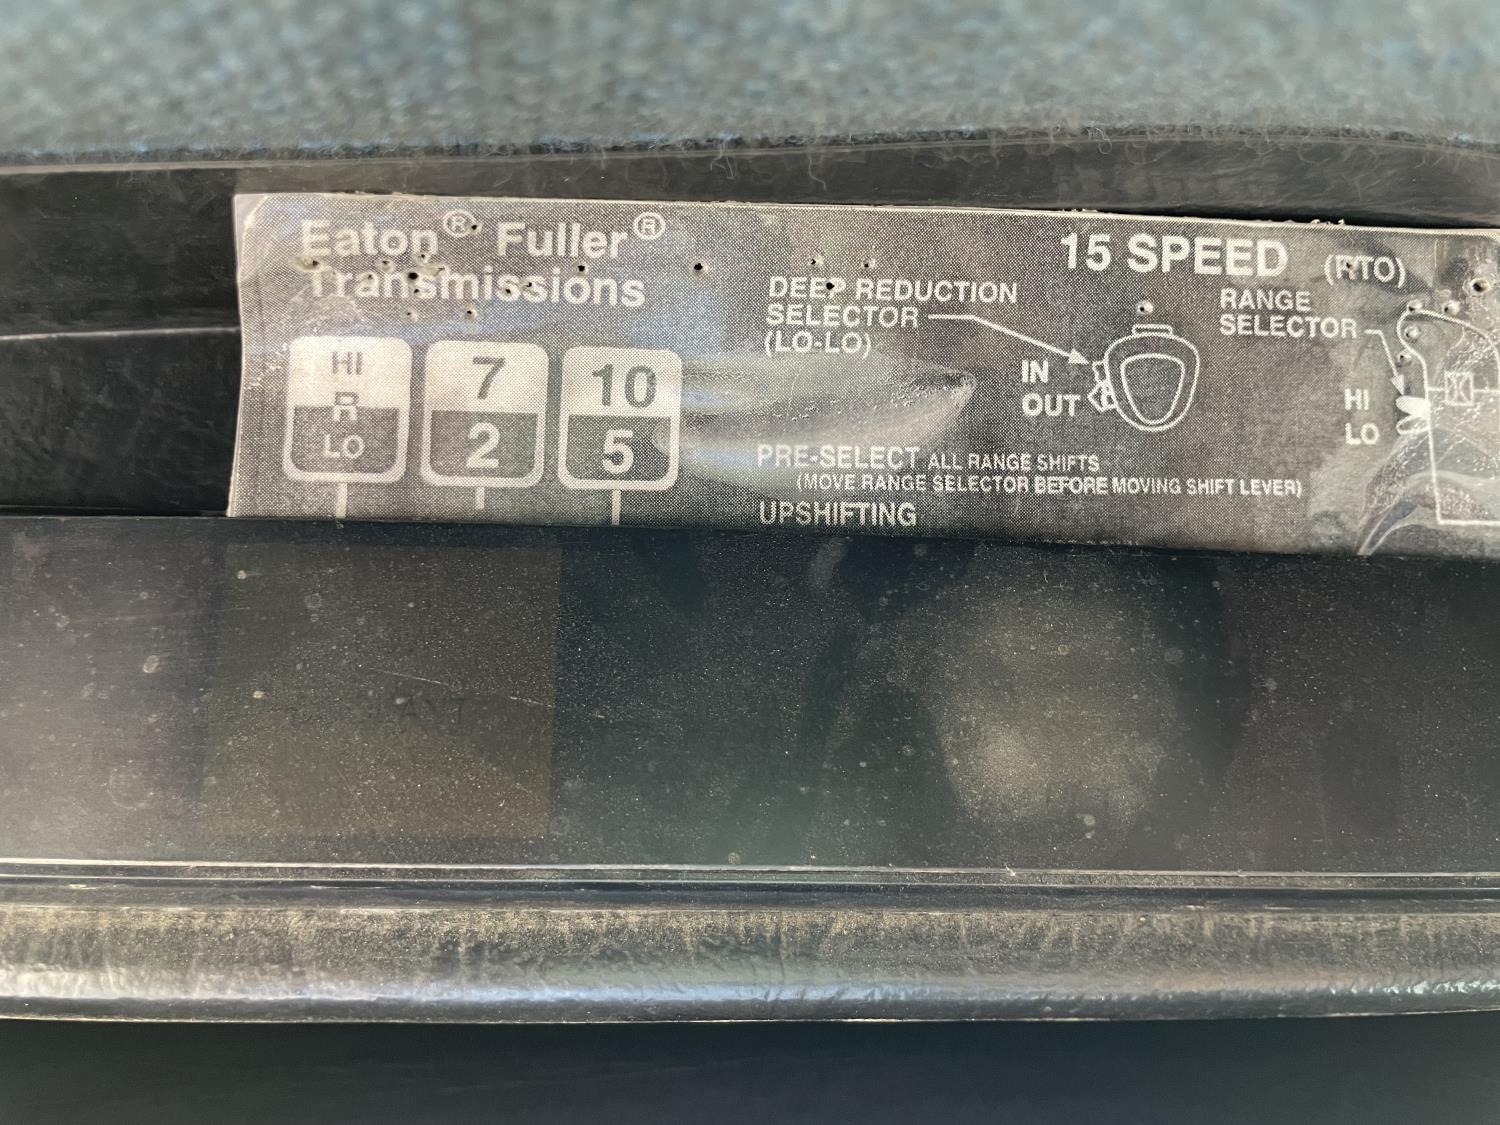 Eaton® Fuller®
Transmissions
HI
R
LO
7
2
10
5
DEEP REDUCTION
SELECTOR
(LO-LO)
IN
OUT
15 SPEED (RTO)
RANGE
SELECTOR
HI
LO
PRE-SELECT ALL RANGE SHIFTS
(MOVE RANGE SELECTOR BEFORE MOVING SHIFT LEVER)
UPSHIFTING